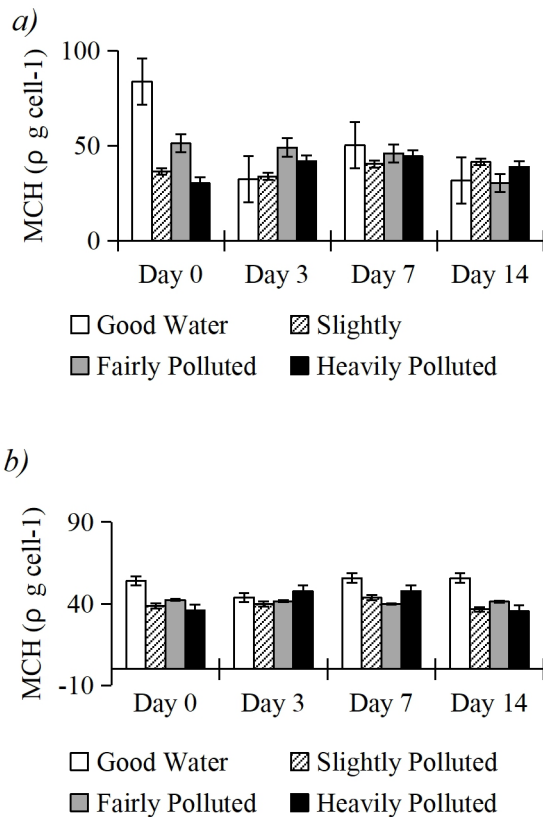 a)
100
50
0
MCH (ρ g cell-1)
Day 0 Day 3 Day 7 Day 14
Good Water Slightly
Fairly Polluted Heavily Polluted
b)
90
40
-10
MCH (ρ g cell-1)
Day 0 Day 3 Day 7 Day 14
Good Water Slightly Polluted
Fairly Polluted Heavily Polluted